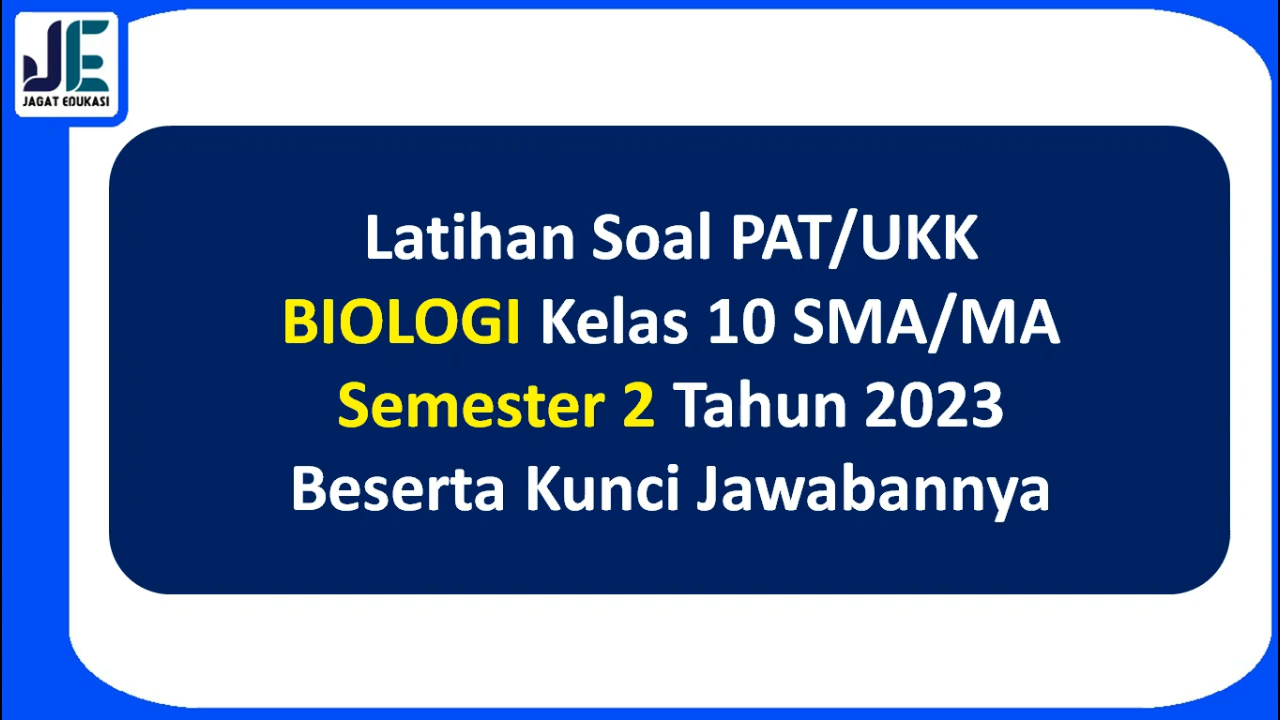 JE
JAGAT EDUKASI
Latihan Soal PAT/UKK
BIOLOGI Kelas 10 SMA/MA
Semester 2 Tahun 2023
Beserta Kunci Jawabannya